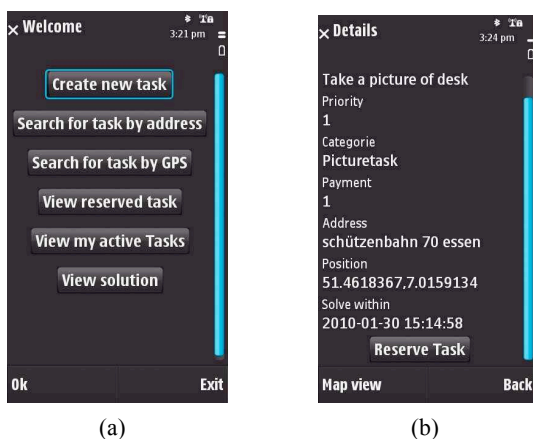 Welcome
3:21 pm
Create new task
Search for task by address
Search for task by GPS
View reserved task
View my active Tasks
View solution
Ok Exit
(a)
Details
3:24 pm
Take a picture of desk
Priority
1
Categorie
Picturetask
Payment
1
Address
schützenbahn 70 essen
Position
51.4618367,7.0159134
Solve within
2010-01-30 15:14:58
Reserve Task
Map view Back
(b)